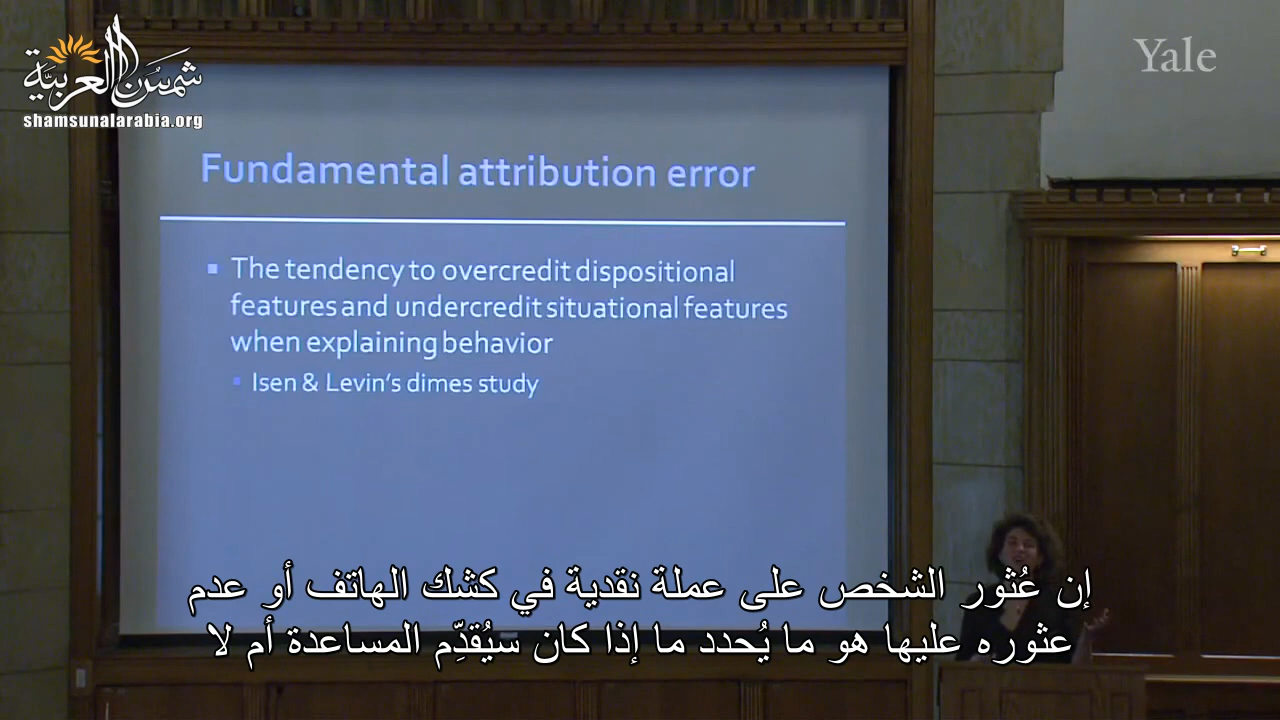 شمسن العربية
shamsunalarabia.org
Yale
Fundamental attribution error
The tendency to overcredit dispositional
features and undercredit situational features
when explaining behavior
Isen & Levin's dimes study
إن عُثور الشخص على عملة نقدية في كشك الهاتف أو عدم
عثوره عليها هو ما يُحدد ما إذا كان سيُقدِّم المساعدة أم لا